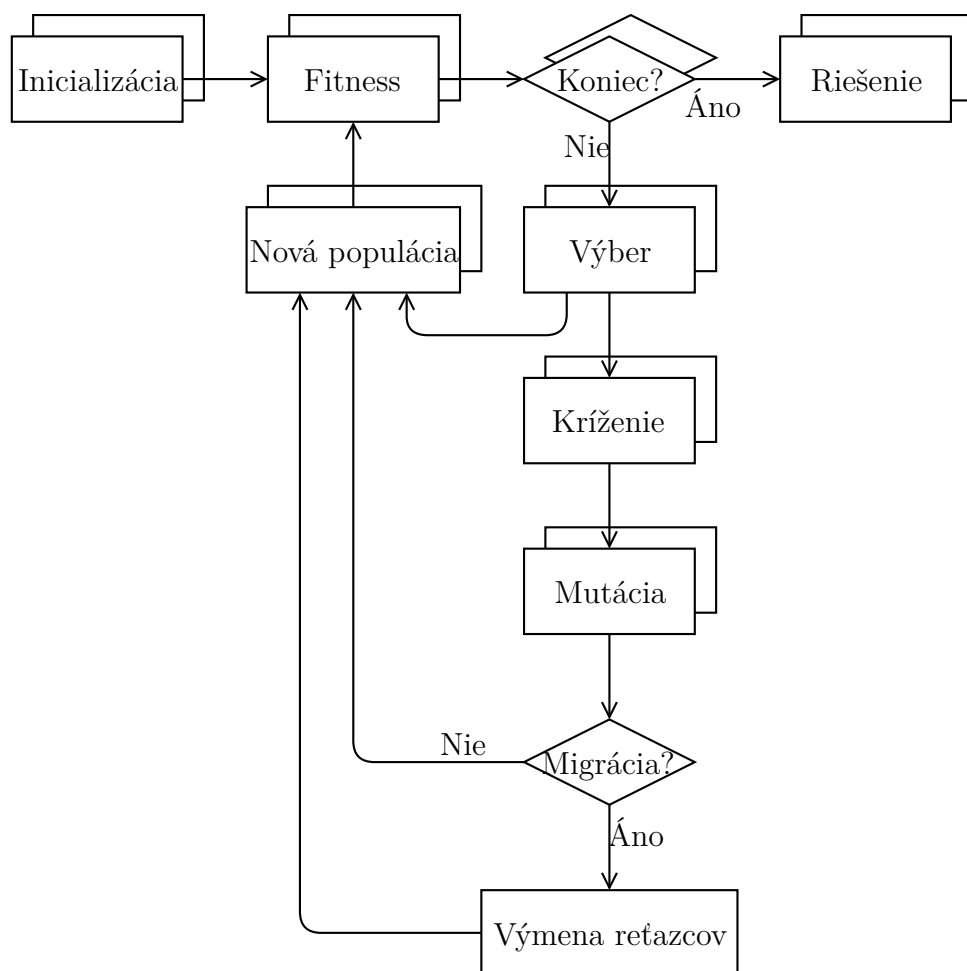 Inicializácia
Fitness
Koniec?
Riešenie
Áno
Nie
Nová populácia
Výber
Kríženie
Mutácia
Nie
Migrácia?
Áno
Výmena reťazcov